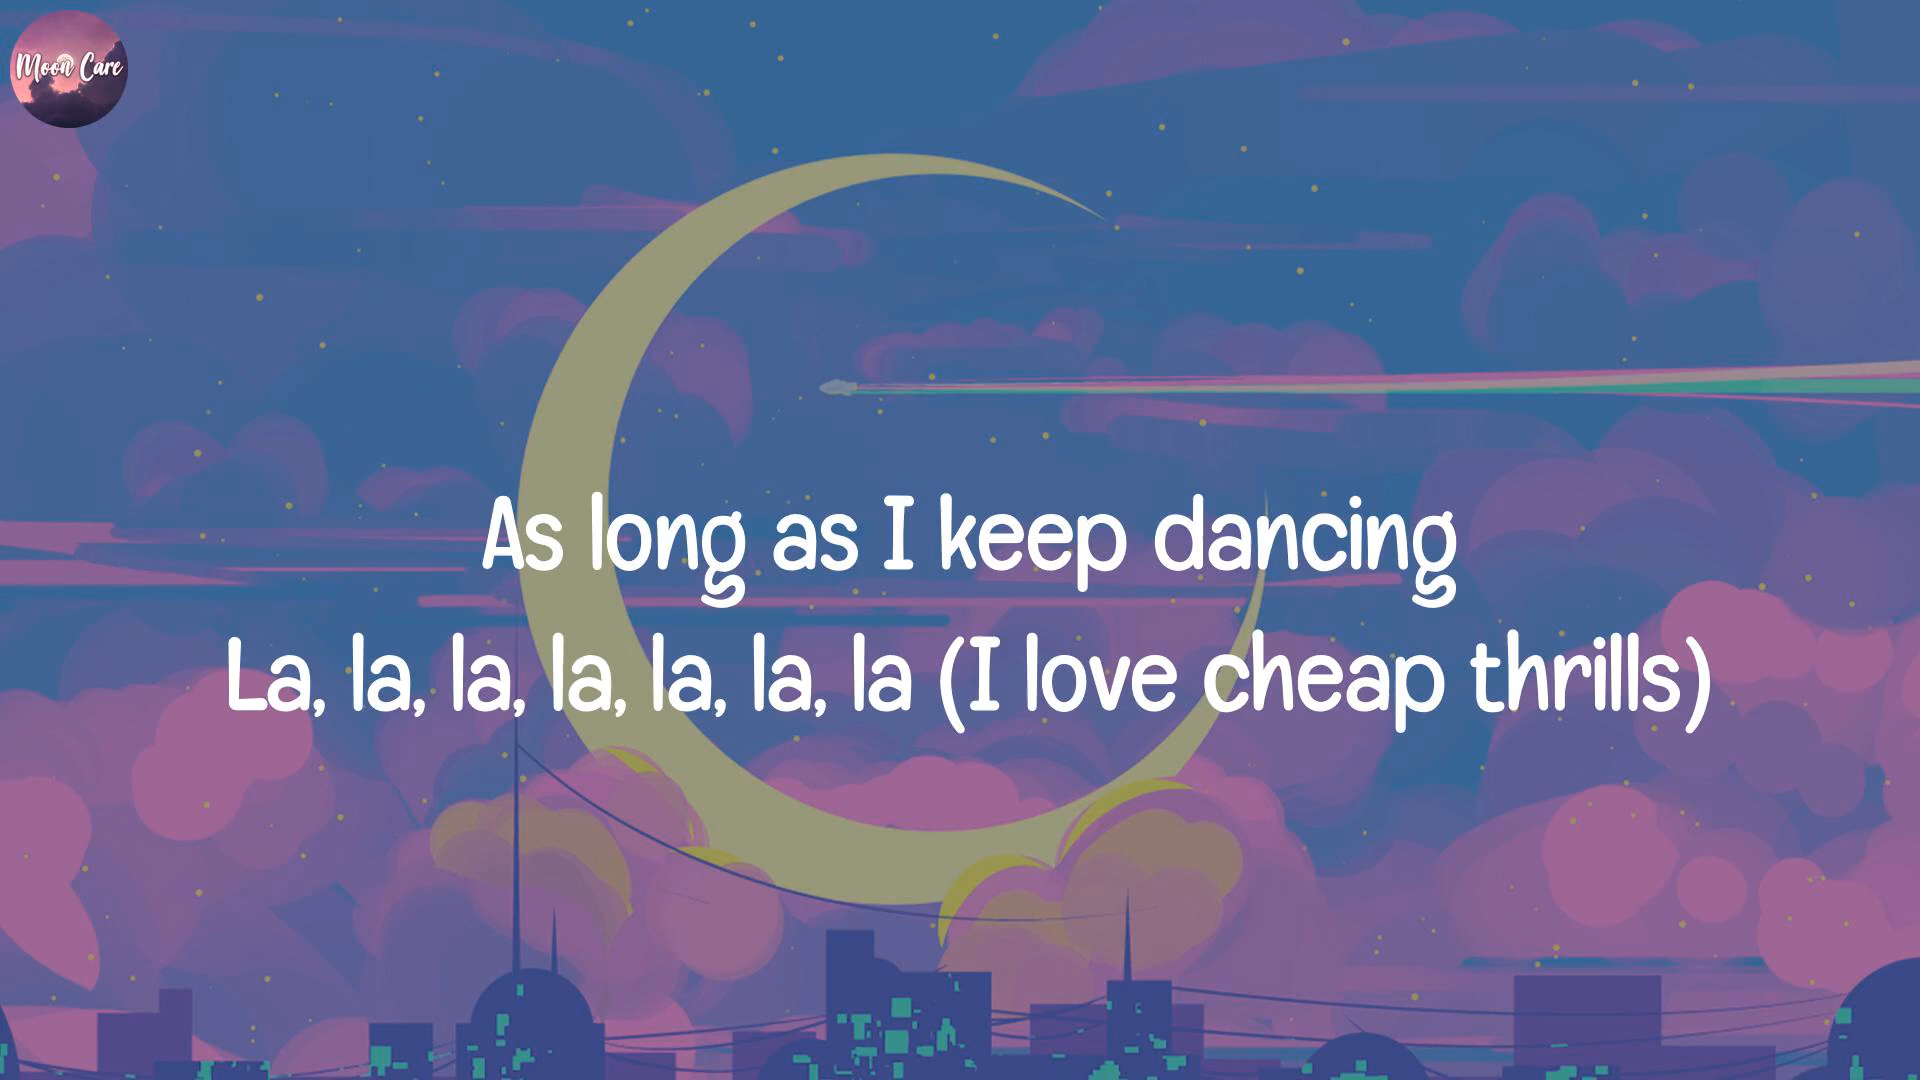 Moon Care
As long as I keep dancing
La, la, la, la, la, la, la (I love cheap thrills)